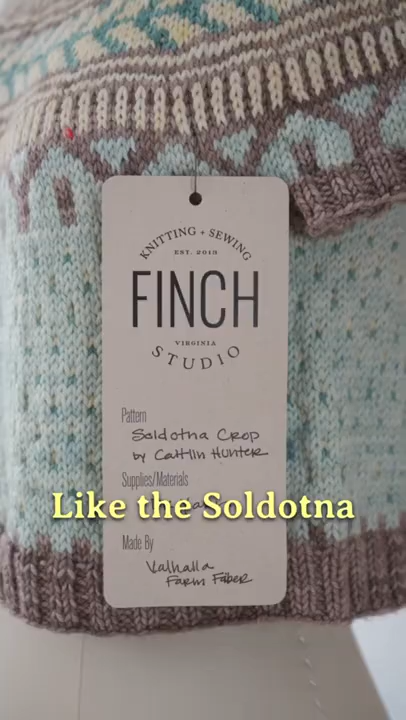 KNITTING + SEWING
EST. 2013
FINCH
VIRGINIA
STUDIO
Pattern
Soldotna Crop
by Caitlin Hunter
Supplies/Materials
Like the Soldotna
Made By
Valhalla
Farm Fiber